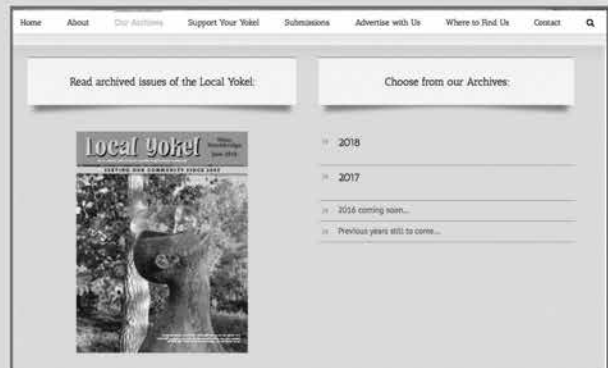 Home About Our Archives Support Your Yokel Submissions Advertise with Us Where to Find Us Contact
Read archived issues of the Local Yokel:
Local Yokel
SERVING OUR COMMUNITY SINCE 2002
Choose from our Archives:
» 2018
» 2017
» 2016 coming soon...
» Previous years still to come...